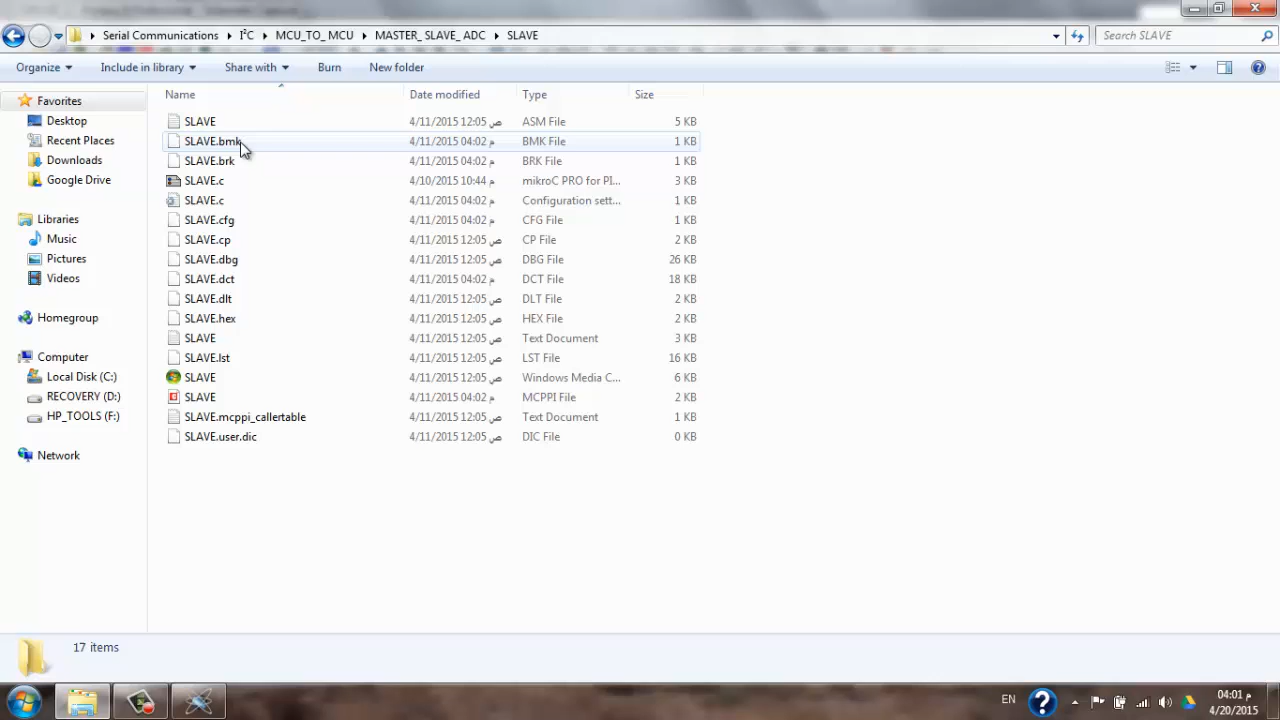 Serial Communications I²C MCU_TO_ MCU MASTER_ SLAVE_ ADC SLAVE
Search SLAVE
Organize Include in library Share with Burn New folder
Name Date modified Type Size
SLAVE 4/11/2015 12:05 ص ASM File 5 KB
SLAVE.bmk 4/11/2015 04:02 م BMK File 1 KB
SLAVE.brk 4/11/2015 04:02 م BRK File 1 KB
SLAVE.c 4/10/2015 10:44 م mikroC PRO for PI... 3 KB
SLAVE.c 4/11/2015 04:02 م Configuration sett... 1 KB
SLAVE.cfg 4/11/2015 04:02 م CFG File 1 KB
SLAVE.cp 4/11/2015 12:05 ص CP File 2 KB
SLAVE.dbg 4/11/2015 12:05 ص DBG File 26 KB
SLAVE.dct 4/11/2015 04:02 م DCT File 18 KB
SLAVE.dlt 4/11/2015 12:05 ص DLT File 2 KB
SLAVE.hex 4/11/2015 12:05 ص HEX File 2 KB
SLAVE 4/11/2015 12:05 ص Text Document 3 KB
SLAVE.lst 4/11/2015 12:05 ص LST File 16 KB
SLAVE 4/11/2015 12:05 ص Windows Media C... 6 KB
SLAVE 4/11/2015 04:02 م MCPPI File 2 KB
SLAVE.mcppi_callertable 4/11/2015 12:05 ص Text Document 1 KB
SLAVE.user.dic 4/11/2015 12:05 ص DIC File 0 KB
Favorites
Desktop
Recent Places
Downloads
Google Drive
Libraries
Music
Pictures
Videos
Homegroup
Computer
Local Disk (C:)
RECOVERY (D:)
HP_TOOLS (F:)
Network
17 items
EN
04:01 م
4/20/2015